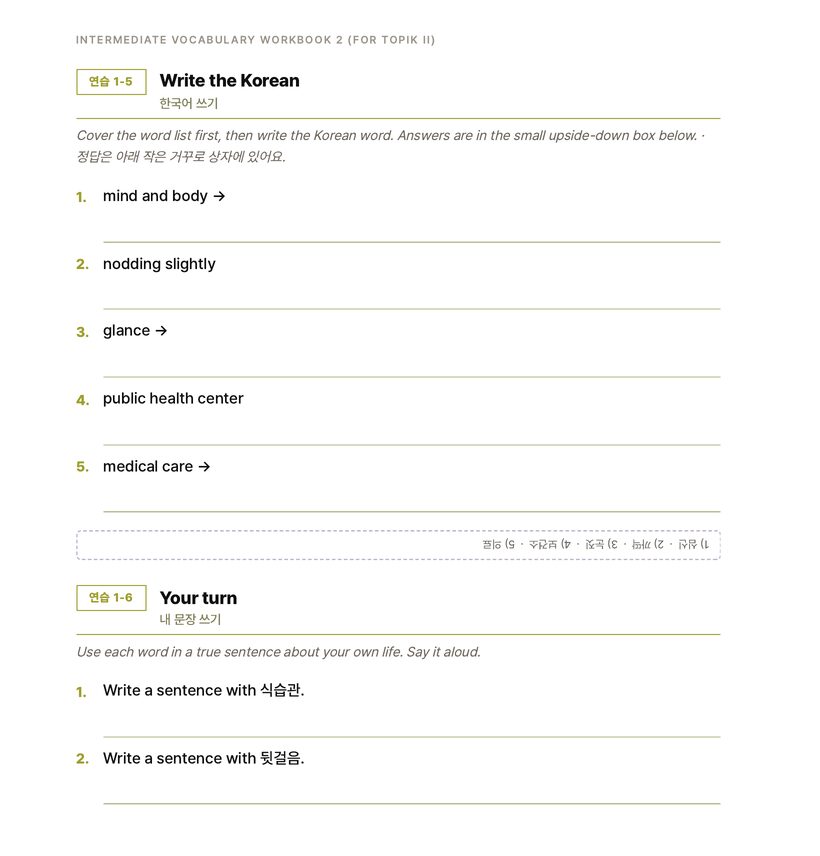 INTERMEDIATE VOCABULARY WORKBOOK 2 (FOR TOPIK II)
연습 1-5
Write the Korean
한국어 쓰기
Cover the word list first, then write the Korean word. Answers are in the small upside-down box below. ·
정답은 아래 작은 거꾸로 상자에 있어요.
1. mind and body →
2. nodding slightly
3. glance →
4. public health center
5. medical care →
1) 심신 · 2) 까딱 · 3) 눈짓 · 4) 보건소 · 5) 의료
연습 1-6
Your turn
내 문장 쓰기
Use each word in a true sentence about your own life. Say it aloud.
1. Write a sentence with 식습관.
2. Write a sentence with 뒷걸음.